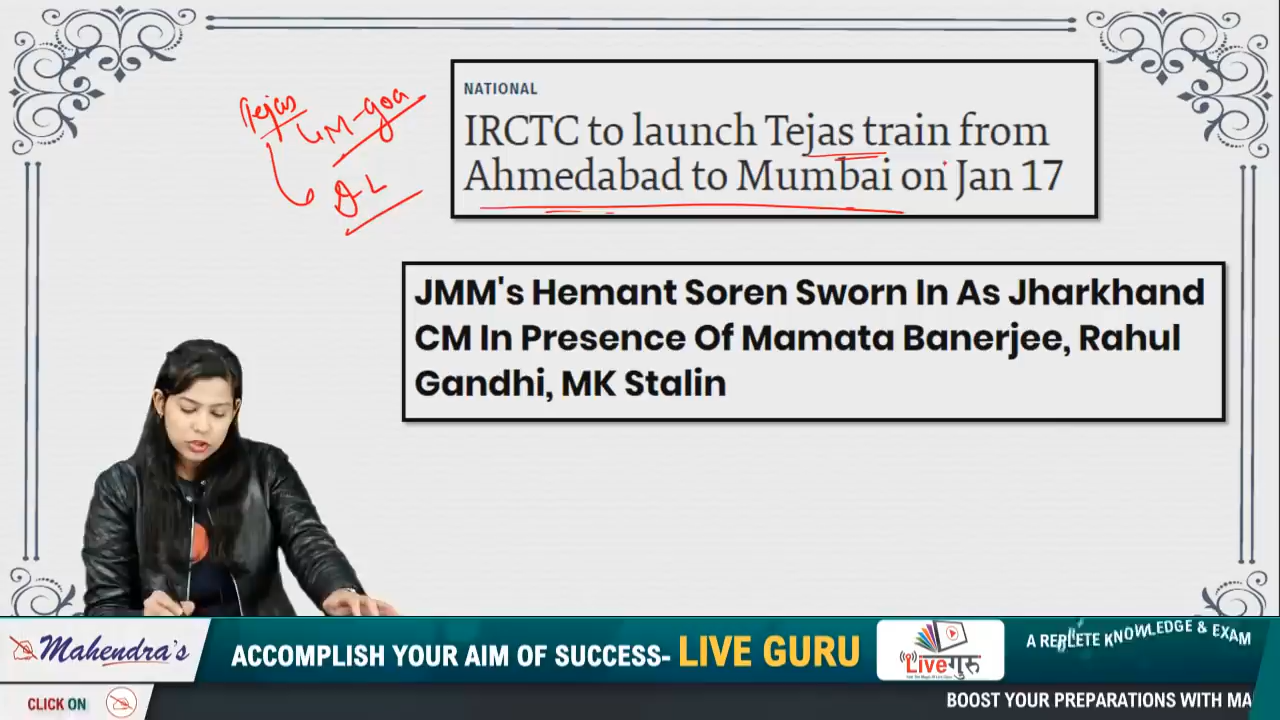 NATIONAL
IRCTC to launch Tejas train from
Ahmedabad to Mumbai on Jan 17
Tejas
M-goa
D-L
JMM's Hemant Soren Sworn In As Jharkhand
CM In Presence Of Mamata Banerjee, Rahul
Gandhi, MK Stalin
Mahendra's
ACCOMPLISH YOUR AIM OF SUCCESS- LIVE GURU
Liveगुरु
A REPLETE KNOWLEDGE & EXAM
CLICK ON
BOOST YOUR PREPARATIONS WITH MA